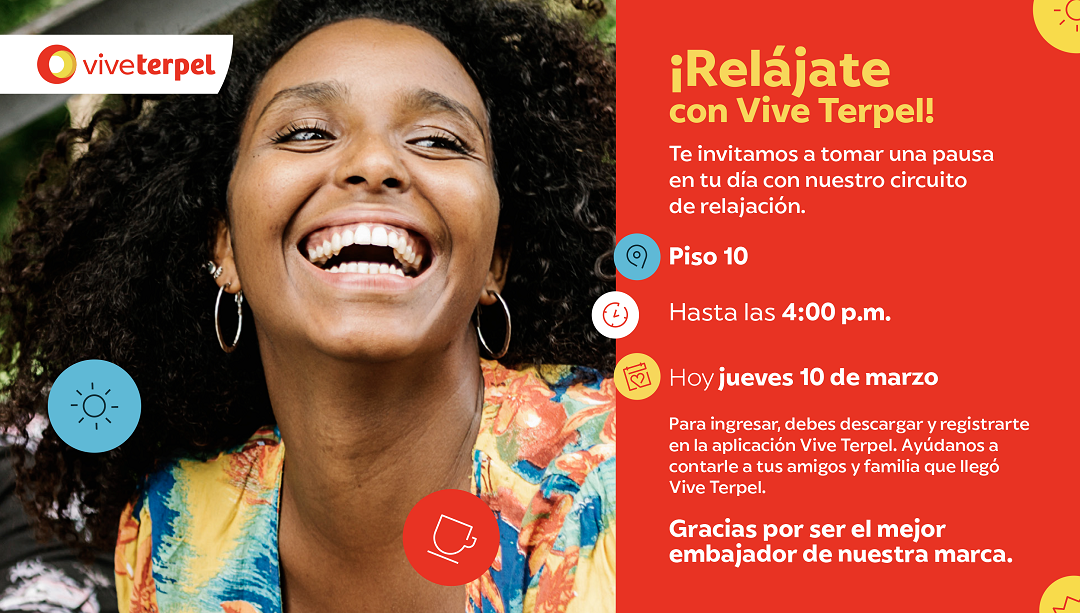 viveterpel
¡Relájate
con Vive Terpel!
Te invitamos a tomar una pausa
en tu día con nuestro circuito
de relajación.
Piso 10
Hasta las 4:00 p.m.
Hoy jueves 10 de marzo
Para ingresar, debes descargar y registrarte
en la aplicación Vive Terpel. Ayúdanos a
contarle a tus amigos y familia que llegó
Vive Terpel.
Gracias por ser el mejor
embajador de nuestra marca.